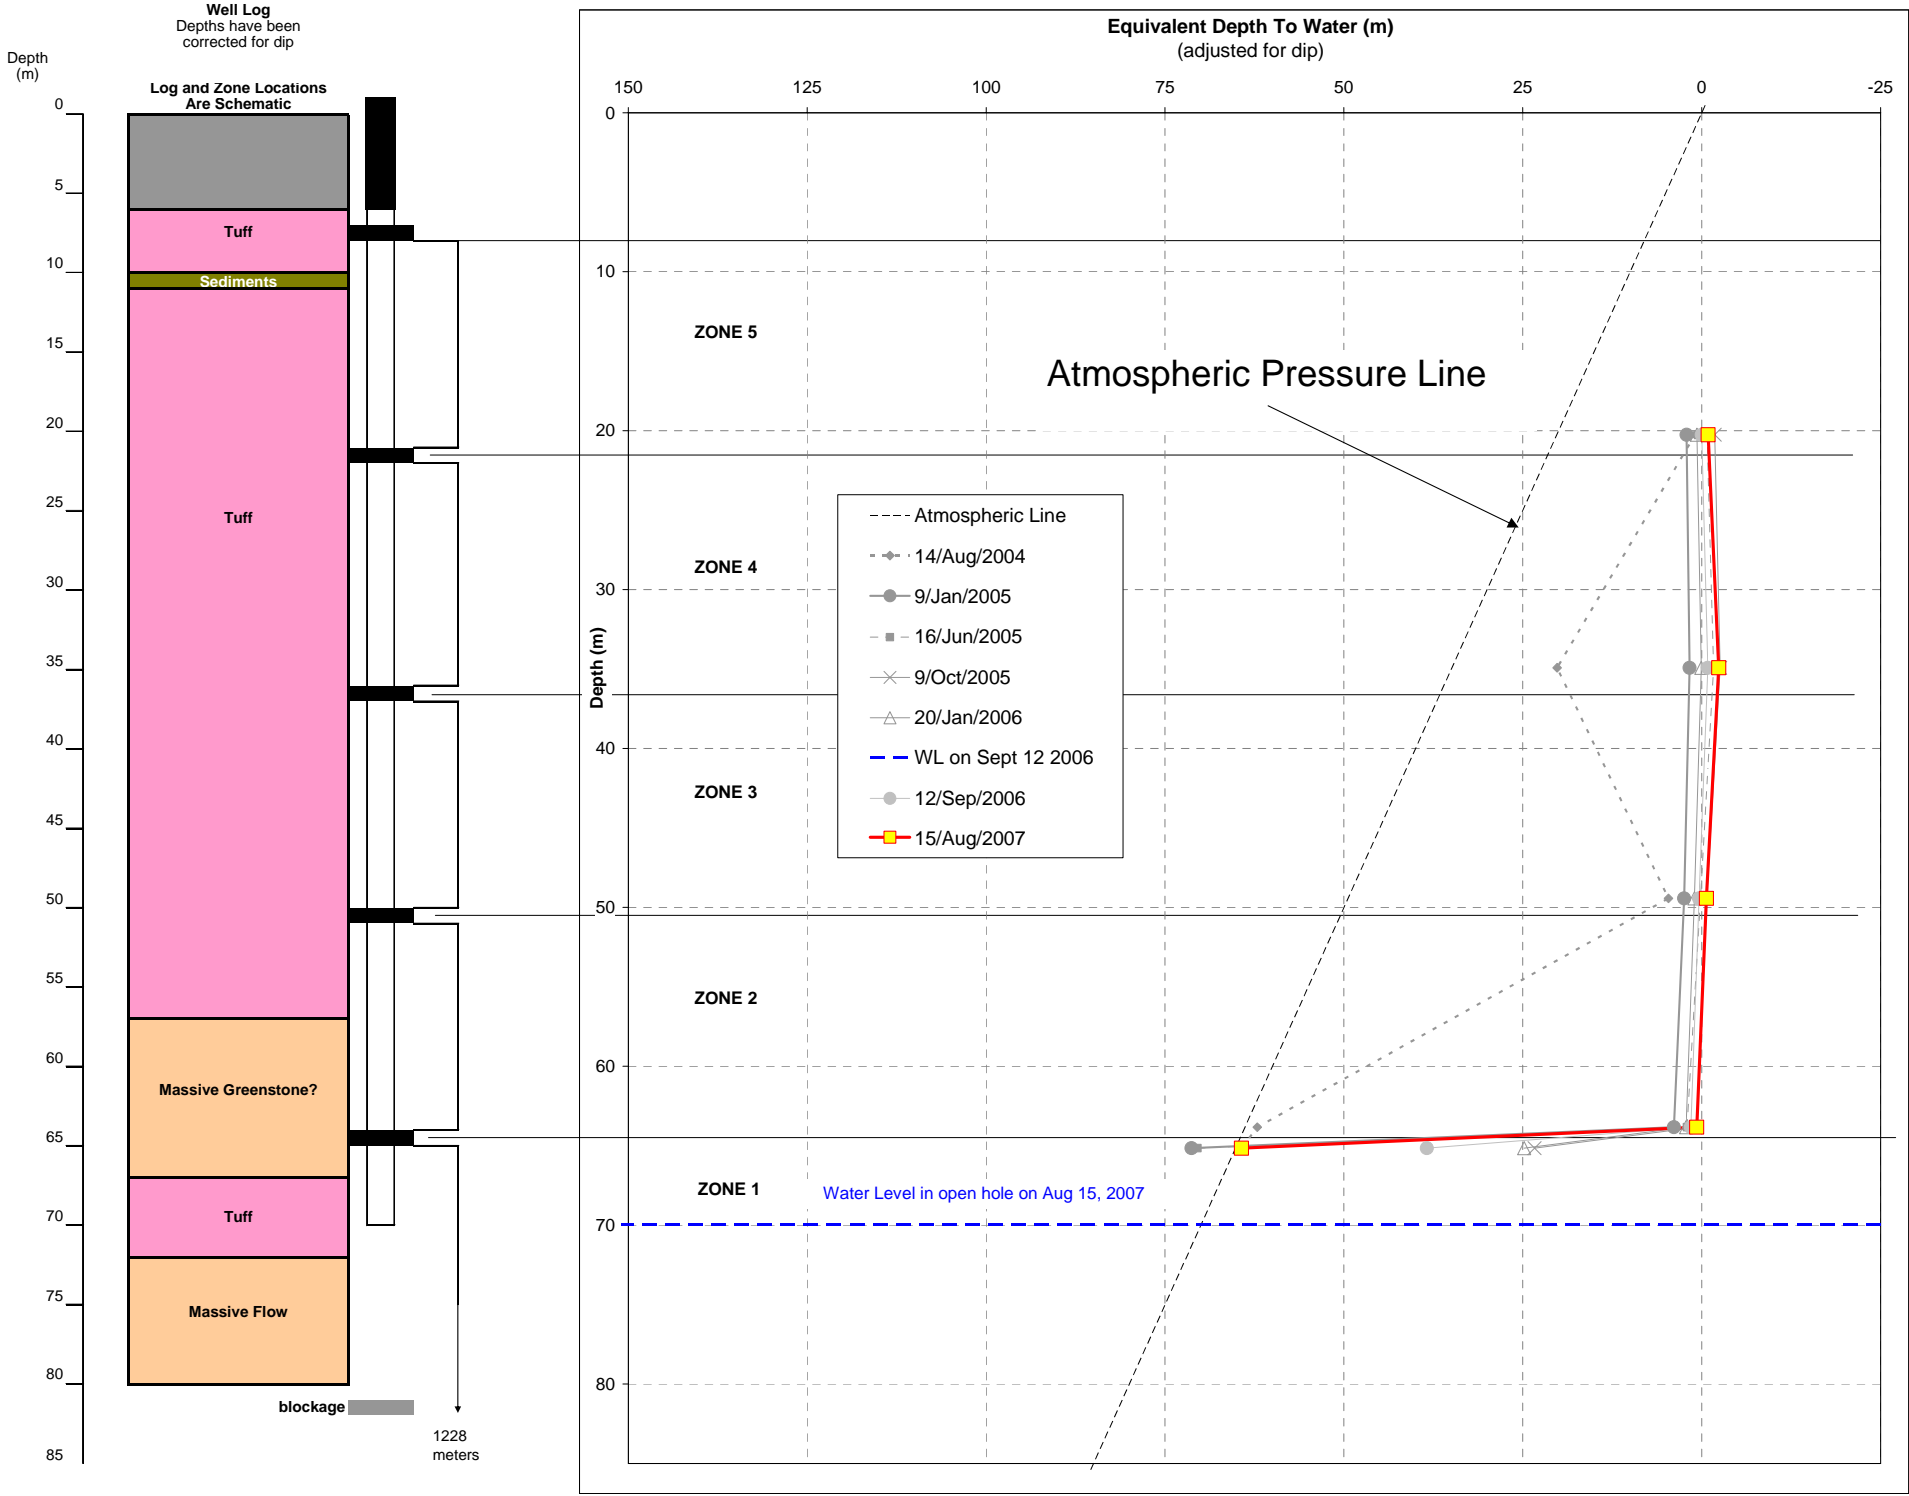 Well Log
Depths have been
corrected for dip
Depth
(m)
Log and Zone Locations
Are Schematic
0
5
10
15
20
25
30
35
40
45
50
55
60
65
70
75
80
85
Tuff
Sediments
Tuff
Massive Greenstone?
Tuff
Massive Flow
blockage
1228
meters
Equivalent Depth To Water (m)
(adjusted for dip)
150 125 100 75 50 25 0 -25
0
10
20
30
40
50
60
70
80
Depth (m)
ZONE 5
Atmospheric Pressure Line
ZONE 4
ZONE 3
ZONE 2
ZONE 1
Atmospheric Line
14/Aug/2004
9/Jan/2005
16/Jun/2005
9/Oct/2005
20/Jan/2006
WL on Sept 12 2006
12/Sep/2006
15/Aug/2007
Water Level in open hole on Aug 15, 2007